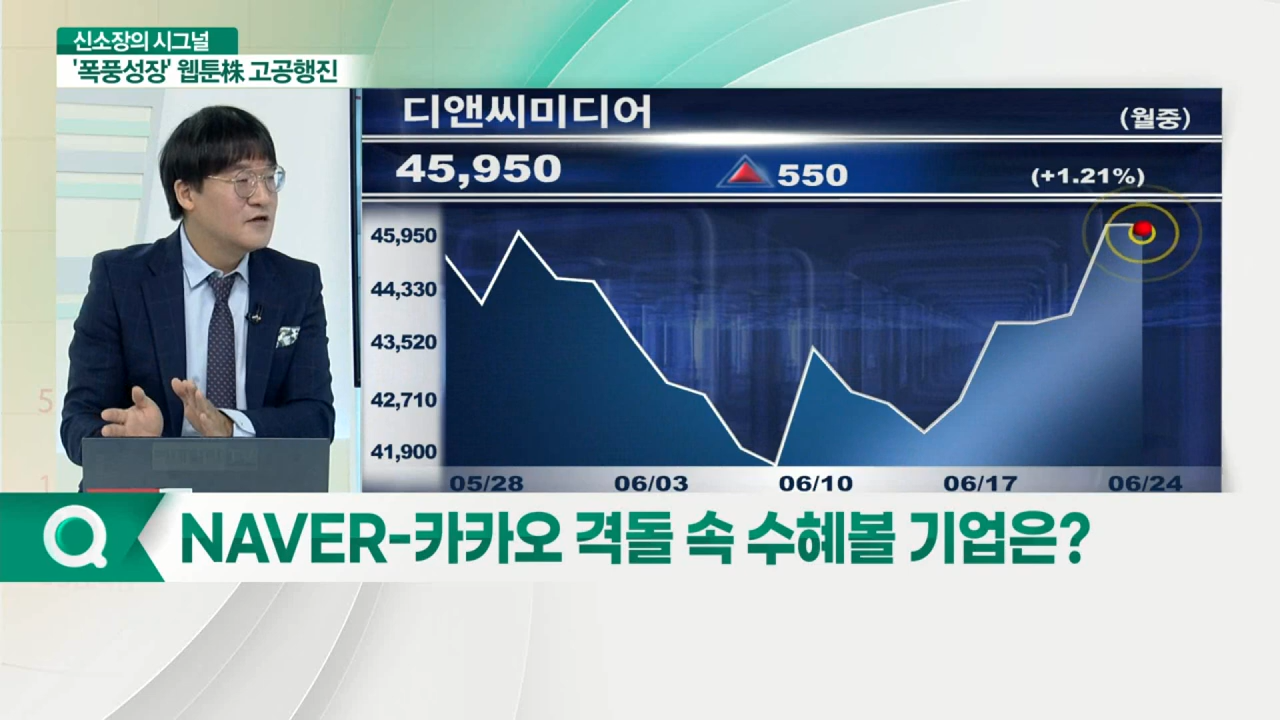 신소장의 시그널
'폭풍성장' 웹툰株 고공행진
디앤씨미디어 (월중)
45,950 ▲ 550 (+1.21%)
45,950
44,330
43,520
42,710
41,900
05/28 06/03 06/10 06/17 06/24
5
1
Q NAVER-카카오 격돌 속 수혜볼 기업은?